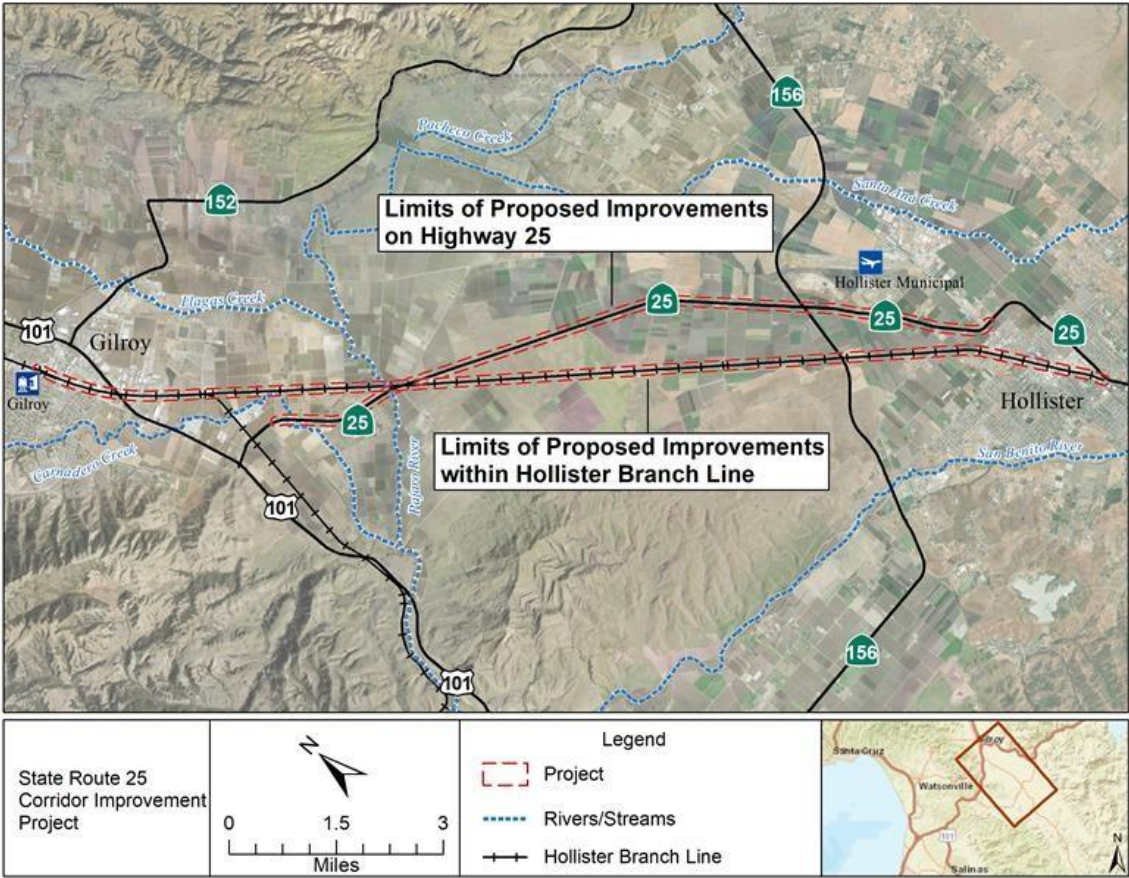 156
Pacheco Creek
152
Santa Ana Creek
Limits of Proposed Improvements
on Highway 25
Hollister Municipal
Llagas Creek
25
25
25
101
Gilroy
Gilroy
Hollister
25
Carnadero Creek
Pajaro River
Limits of Proposed Improvements
within Hollister Branch Line
San Benito River
101
156
101
State Route 25
Corridor Improvement
Project
N
0 1.5 3
Miles
Legend
Project
Rivers/Streams
Hollister Branch Line
Santa Cruz
Gilroy
Watsonville
101
Salinas
N